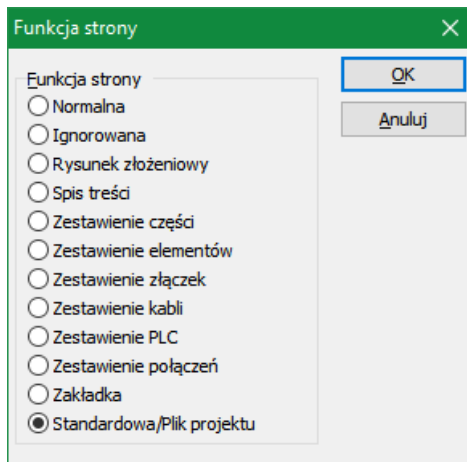 Funkcja strony
Funkcja strony
Normalna
Ignorowana
Rysunek złożeniowy
Spis treści
Zestawienie części
Zestawienie elementów
Zestawienie złączek
Zestawienie kabli
Zestawienie PLC
Zestawienie połączeń
Zakładka
Standardowa/Plik projektu
OK
Anuluj